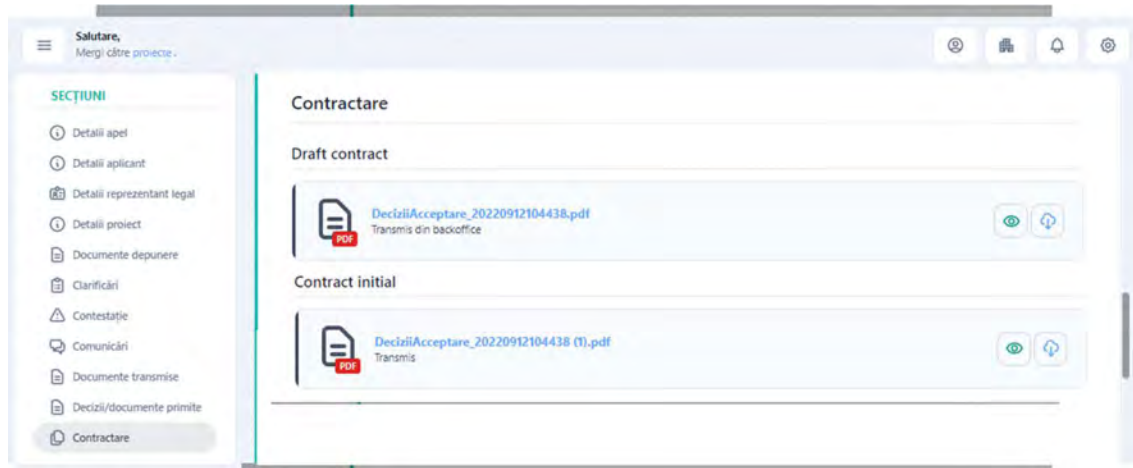 Salutare,
Mergi către proiecte.
SECȚIUNI
Detalii apel
Detalii aplicant
Detalii reprezentant legal
Detalii proiect
Documente depunere
Clarificări
Contestație
Comunicări
Documente transmise
Decizii/documente primite
Contractare
Contractare
Draft contract
PDF
DeciziiAcceptare_20220912104438.pdf
Transmis din backoffice
Contract initial
PDF
DeciziiAcceptare_20220912104438 (1).pdf
Transmis